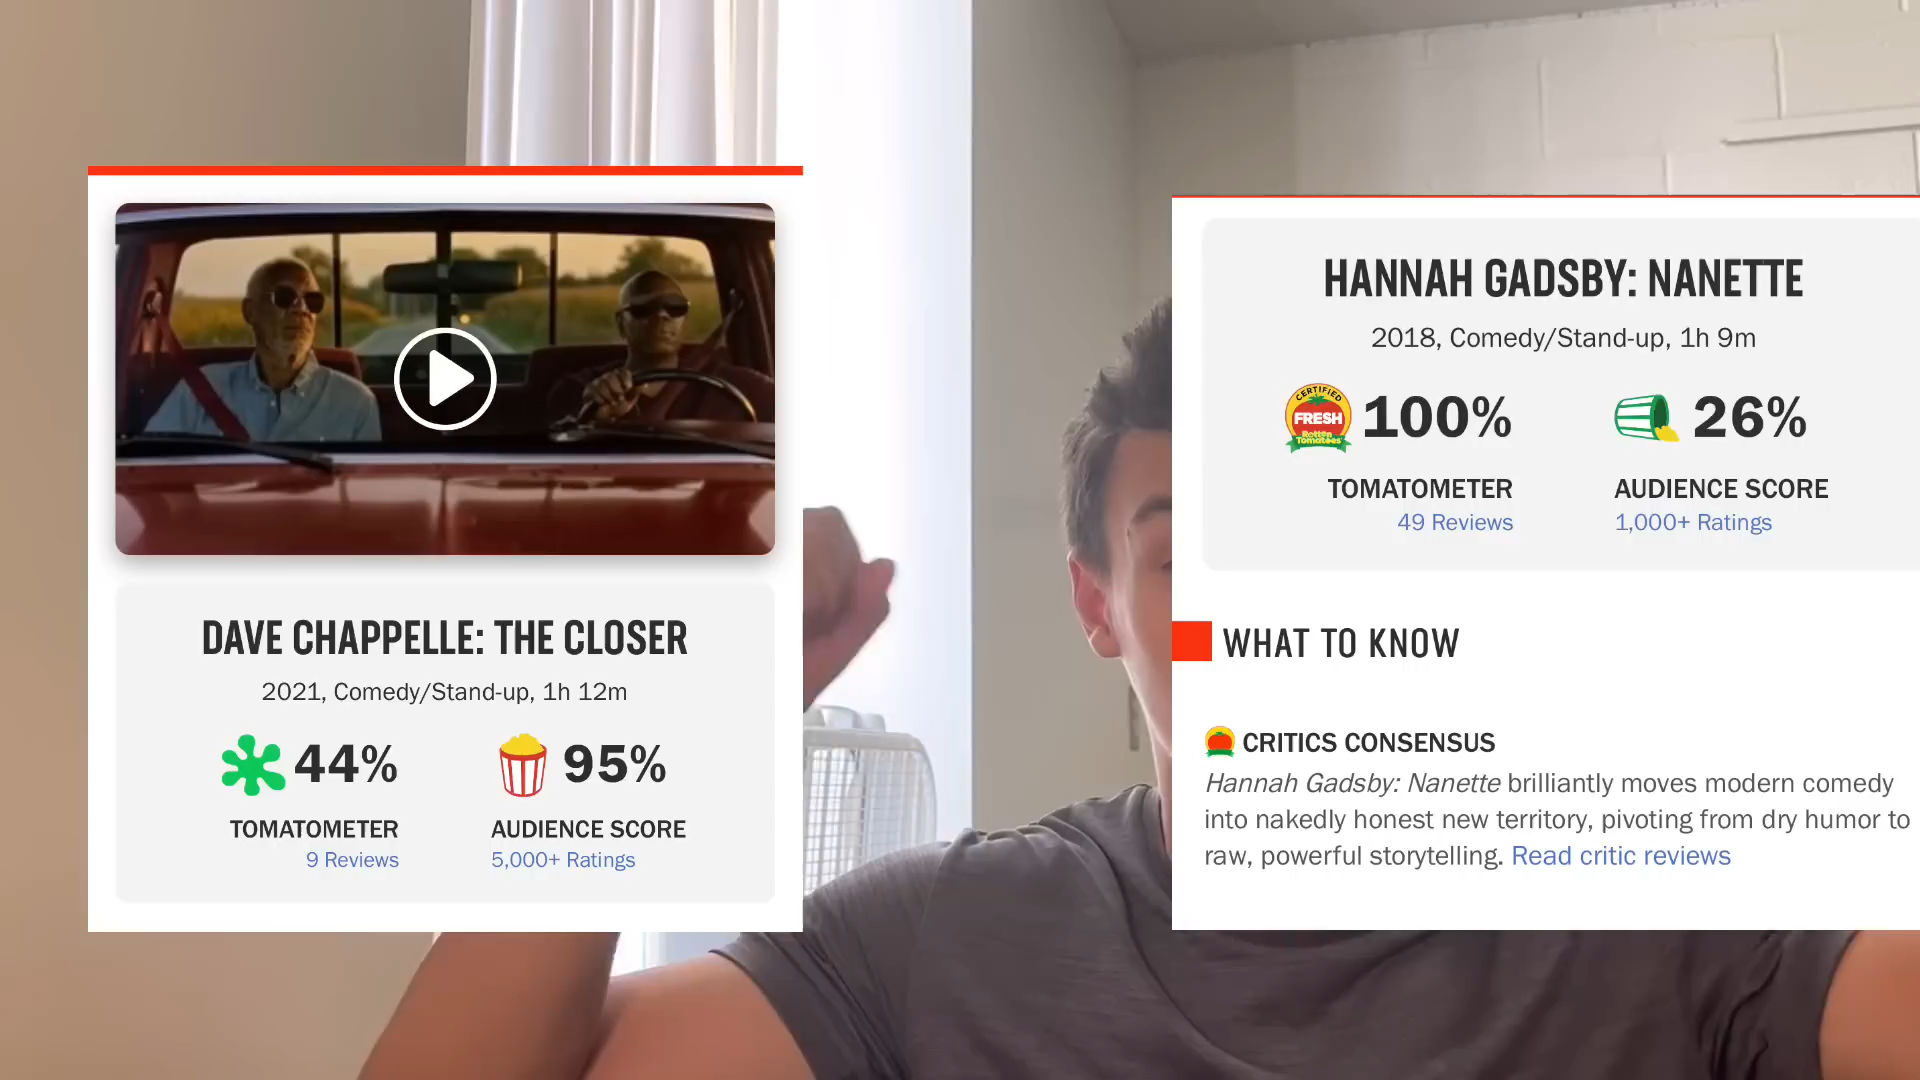 DAVE CHAPPELLE: THE CLOSER
2021, Comedy/Stand-up, 1h 12m
44%
95%
TOMATOMETER
AUDIENCE SCORE
9 Reviews
5,000+ Ratings
HANNAH GADSBY: NANETTE
2018, Comedy/Stand-up, 1h 9m
CERTIFIED
FRESH
Rotten
Tomatoes
100%
26%
TOMATOMETER
AUDIENCE SCORE
49 Reviews
1,000+ Ratings
WHAT TO KNOW
CRITICS CONSENSUS
Hannah Gadsby: Nanette brilliantly moves modern comedy
into nakedly honest new territory, pivoting from dry humor to
raw, powerful storytelling. Read critic reviews